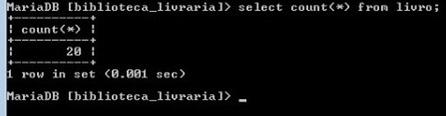 MariaDB [biblioteca_livraria]> select count(*) from livro;
+----------+
| count(*) |
+----------+
|       20 |
+----------+
1 row in set (0.001 sec)
MariaDB [biblioteca_livraria]> _